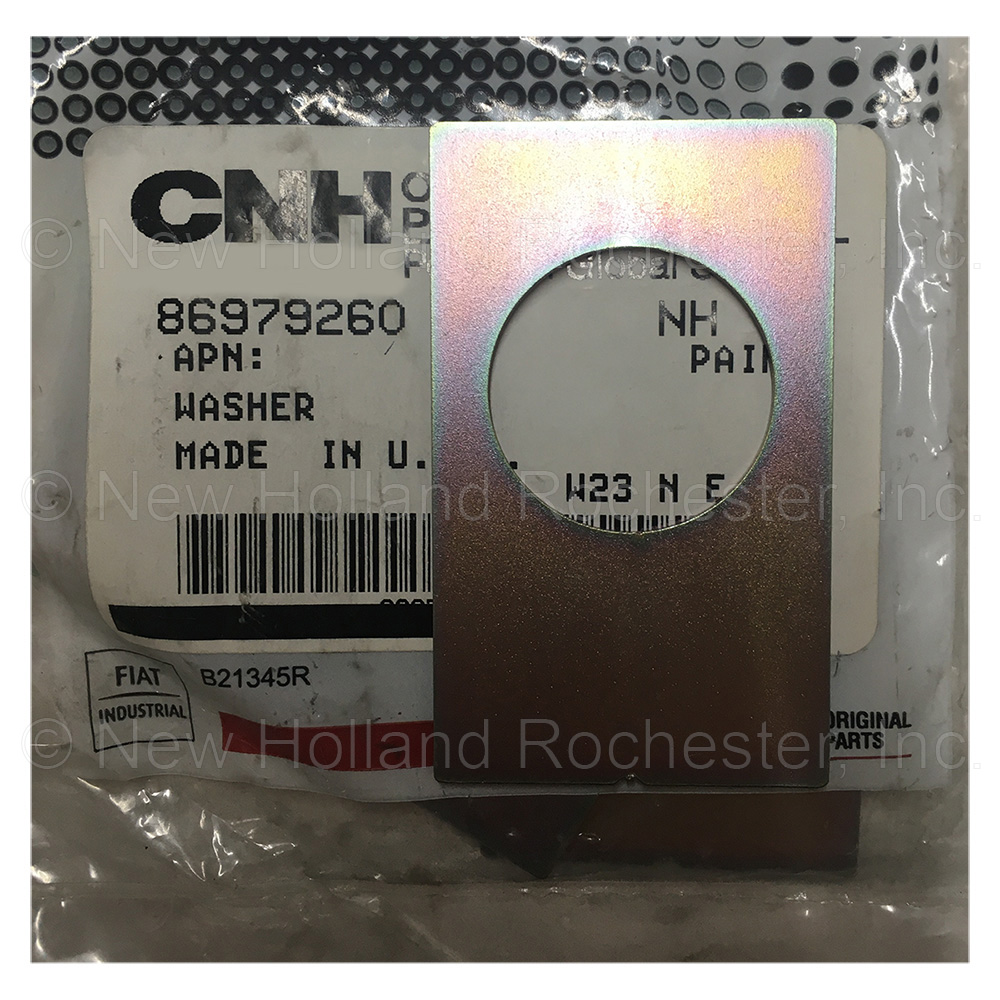 CNH
© New Holland Rochester, Inc.
Global
86979260
NH
APN:
WASHER
MADE IN U.
W23 N E
© New Holland Rochester, Inc.
FIAT
INDUSTRIAL
B21345R
ORIGINAL
PARTS
© New Holland Rochester, Inc.